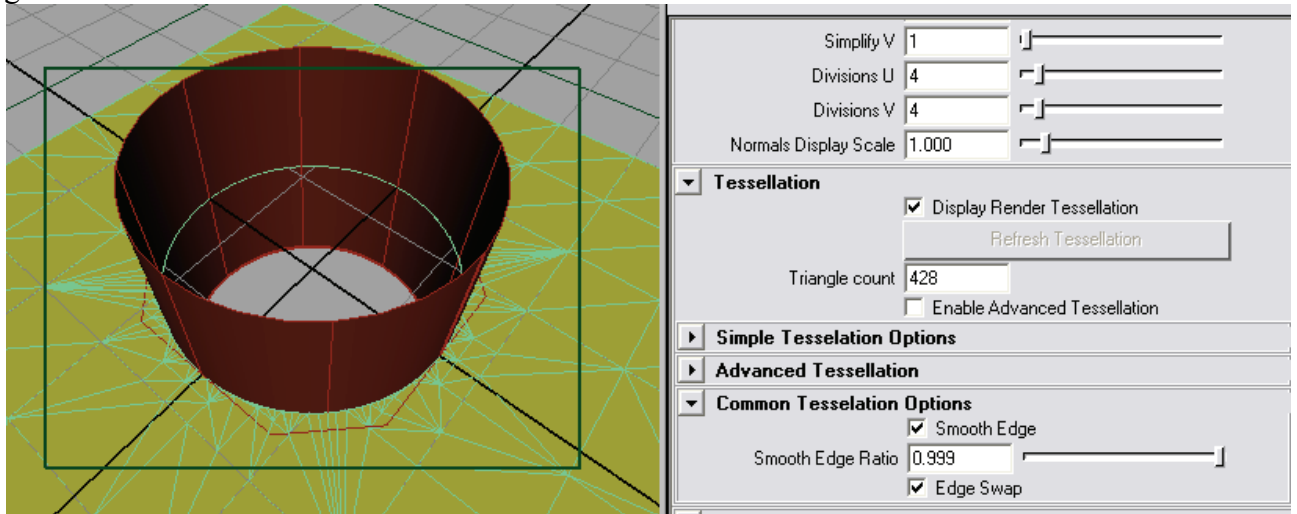 Simplify V 1
Divisions U 4
Divisions V 4
Normals Display Scale 1.000
Tessellation
Display Render Tessellation
Refresh Tessellation
Triangle count 428
Enable Advanced Tessellation
Simple Tesselation Options
Advanced Tessellation
Common Tesselation Options
Smooth Edge
Smooth Edge Ratio 0.999
Edge Swap